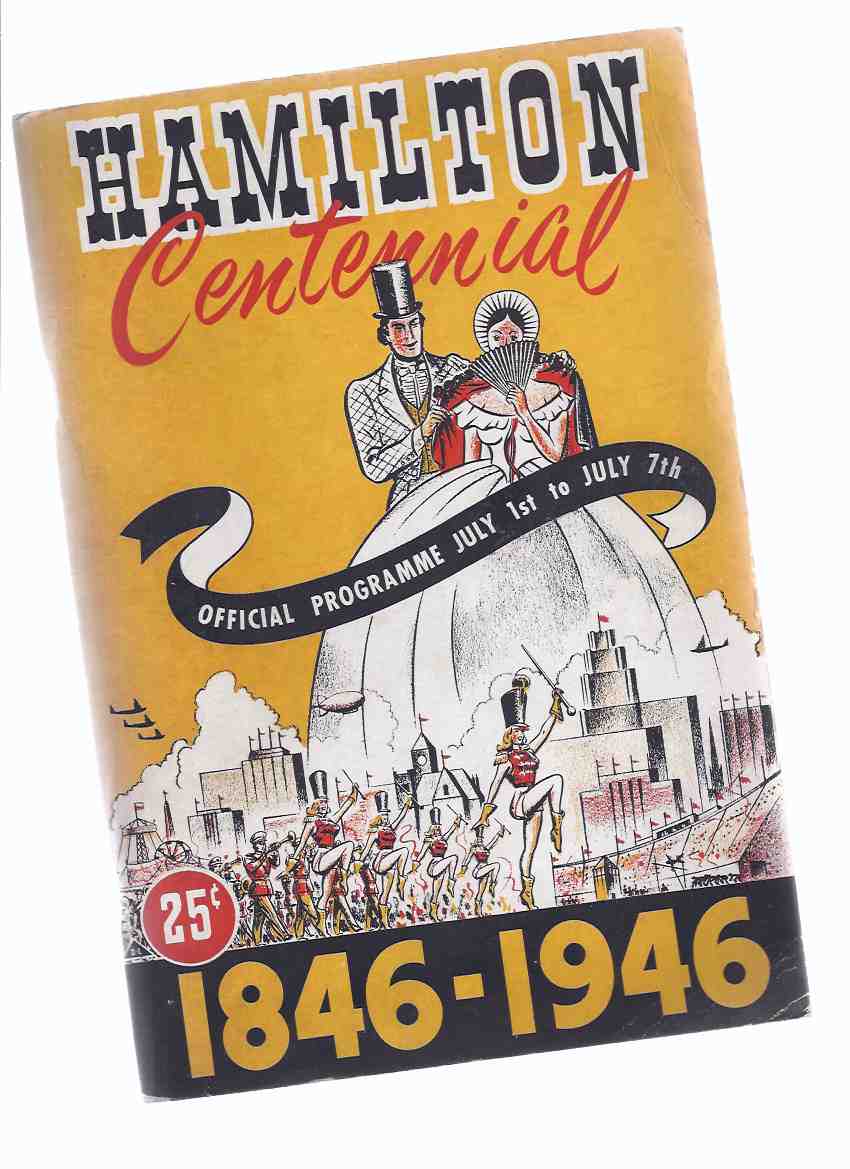 HAMILTON
Centennial
OFFICIAL PROGRAMME JULY 1st to JULY 7th
25¢
1846-1946